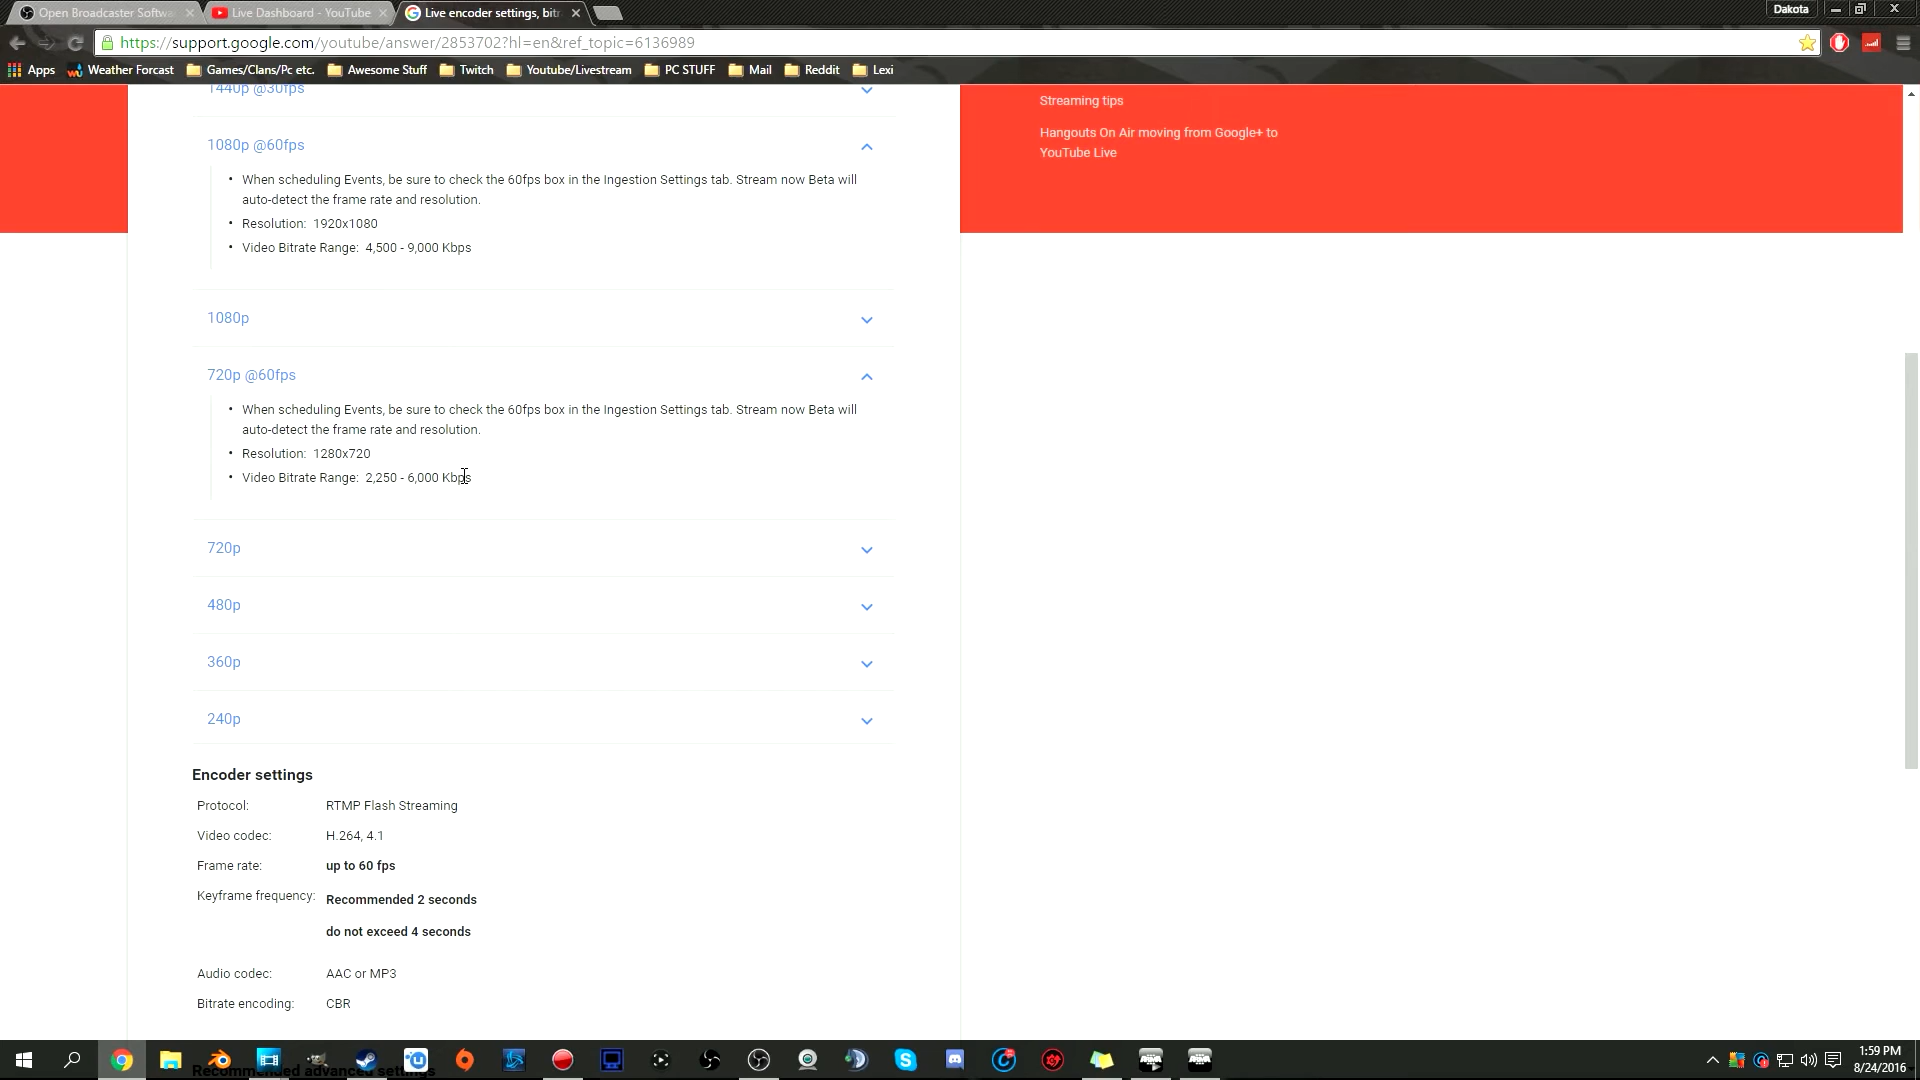 Open Broadcaster Softwa
Live Dashboard - YouTube
Live encoder settings, bitr
Dakota
https://support.google.com/youtube/answer/2853702?hl=en&ref_topic=6136989
Apps
Weather Forcast
Games/Clans/Pc etc.
Awesome Stuff
Twitch
Youtube/Livestream
PC STUFF
Mail
Reddit
Lexi
1440p @30fps
Streaming tips
Hangouts On Air moving from Google+ to
YouTube Live
1080p @60fps
• When scheduling Events, be sure to check the 60fps box in the Ingestion Settings tab. Stream now Beta will
auto-detect the frame rate and resolution.
• Resolution: 1920x1080
• Video Bitrate Range: 4,500 - 9,000 Kbps
1080p
720p @60fps
• When scheduling Events, be sure to check the 60fps box in the Ingestion Settings tab. Stream now Beta will
auto-detect the frame rate and resolution.
• Resolution: 1280x720
• Video Bitrate Range: 2,250 - 6,000 Kbps
720p
480p
360p
240p
Encoder settings
Protocol: RTMP Flash Streaming
Video codec: H.264, 4.1
Frame rate: up to 60 fps
Keyframe frequency: Recommended 2 seconds
do not exceed 4 seconds
Audio codec: AAC or MP3
Bitrate encoding: CBR
Recommended advanced settings
1:59 PM
8/24/2016